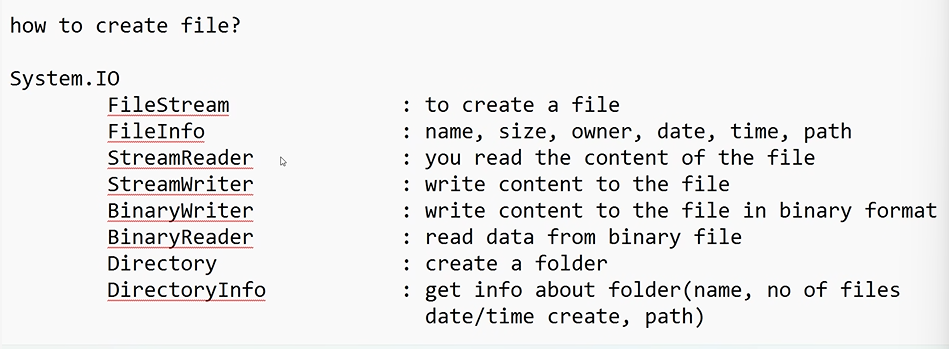 how to create file?
System.IO
FileStream : to create a file
FileInfo : name, size, owner, date, time, path
StreamReader : you read the content of the file
StreamWriter : write content to the file
BinaryWriter : write content to the file in binary format
BinaryReader : read data from binary file
Directory : create a folder
DirectoryInfo : get info about folder(name, no of files
date/time create, path)